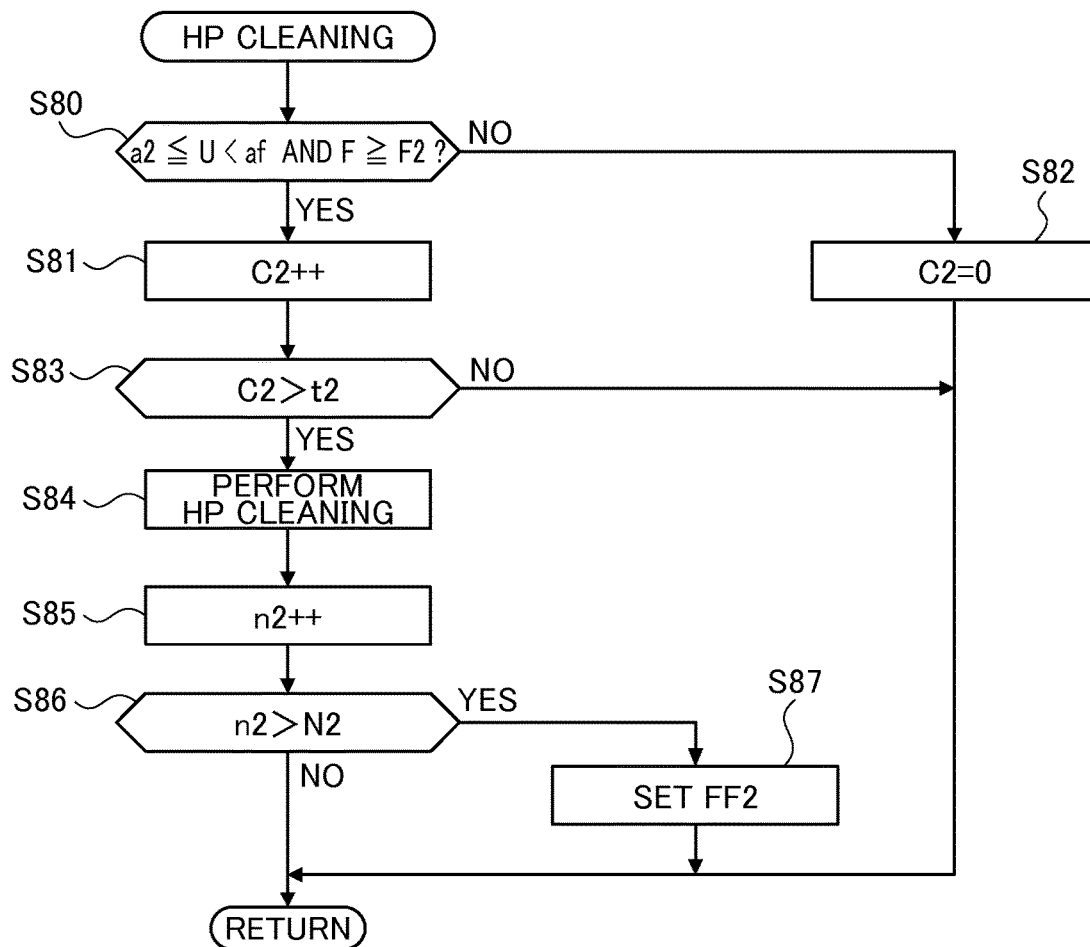 HP CLEANING
S80
a2 ≦ U < af AND F ≧ F2 ?
NO
YES
S82
C2=0
S81
C2++
S83
C2>t2
NO
YES
S84
PERFORM
HP CLEANING
S85
n2++
S86
n2>N2
YES
S87
NO
SET FF2
RETURN